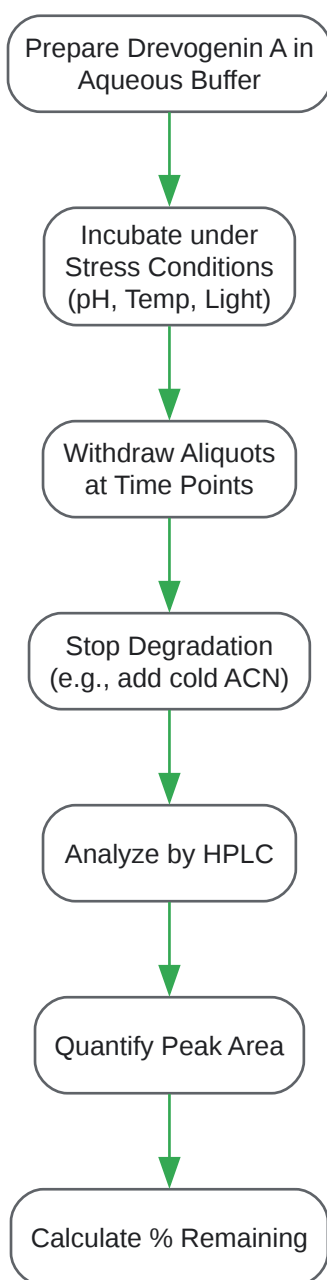 Prepare Drevogenin A in
Aqueous Buffer
Incubate under
Stress Conditions
(pH, Temp, Light)
Withdraw Aliquots
at Time Points
Stop Degradation
(e.g., add cold ACN)
Analyze by HPLC
Quantify Peak Area
Calculate % Remaining